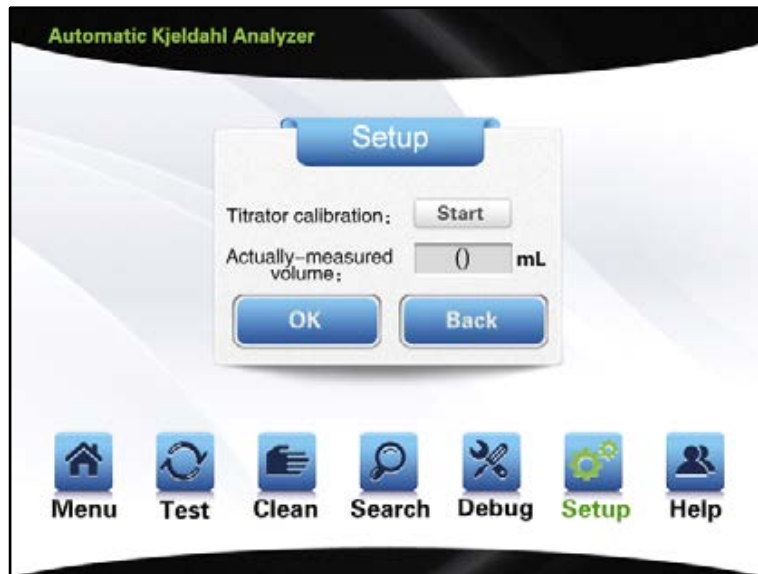 Automatic Kjeldahl Analyzer
Setup
Titrator calibration:
Start
Actually-measured
volume:
() mL
OK
Back
Menu
Test
Clean
Search
Debug
Setup
Help